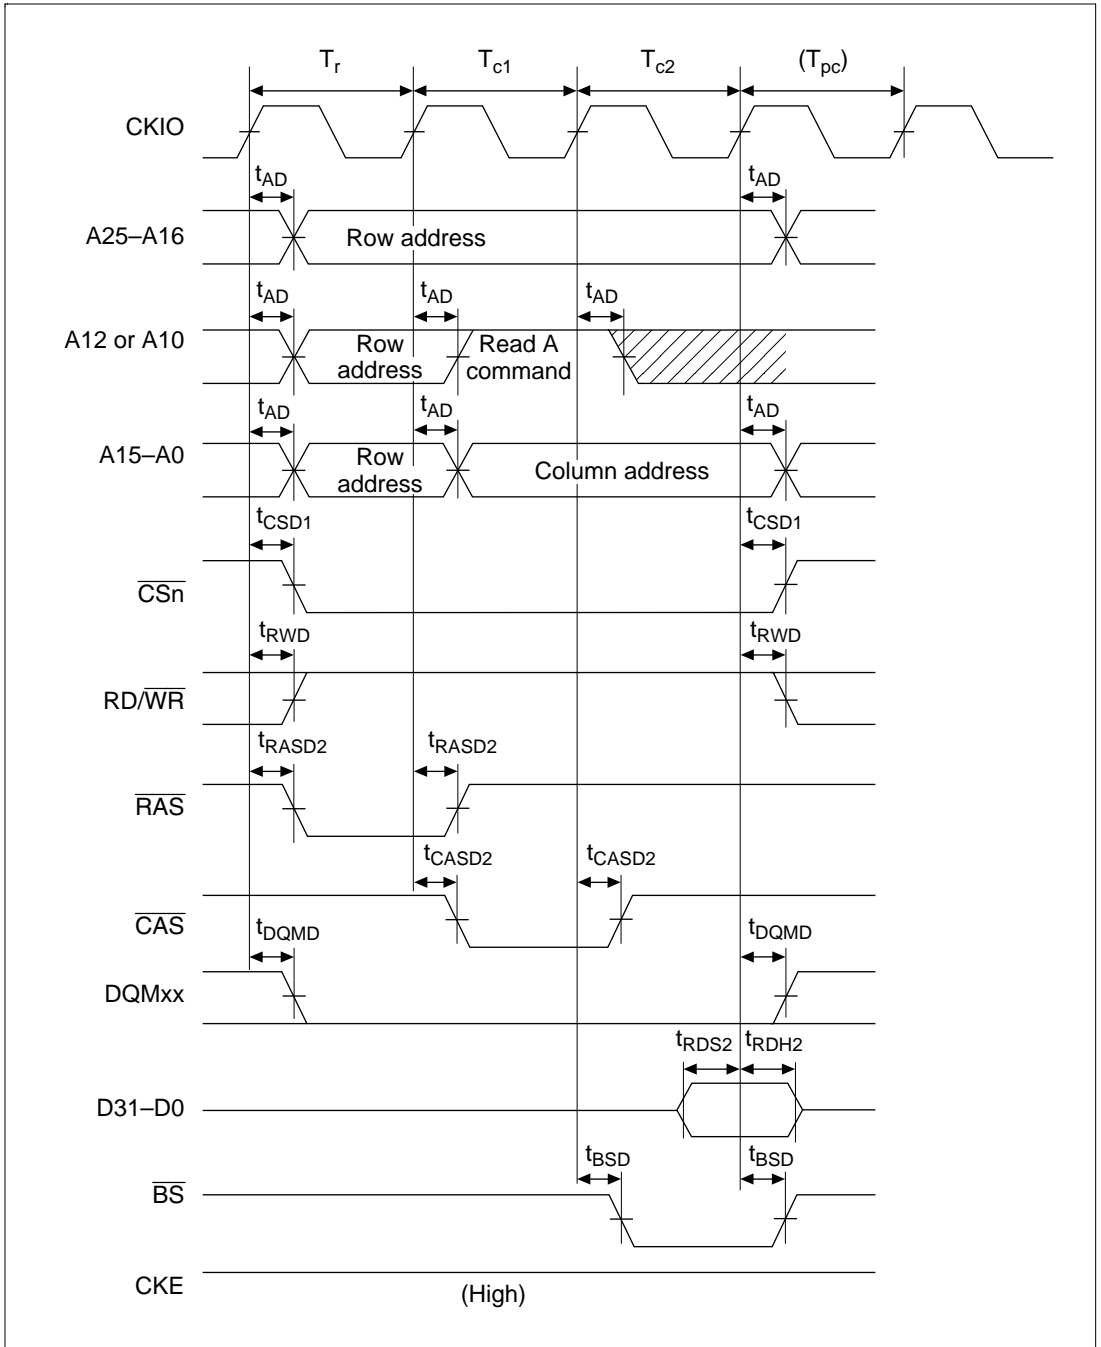 Tr Tc1 Tc2 (Tpc)
CKIO
tAD tAD
A25–A16 Row address
tAD tAD tAD
A12 or A10 Row address Read A command
tAD tAD tAD
A15–A0 Row address Column address
tCSD1 tCSD1
CSn
tRWD tRWD
RD/WR
tRASD2 tRASD2
RAS
tCASD2 tCASD2
CAS
tDQMD tDQMD
DQMxx
tRDS2 tRDH2
D31–D0
tBSD tBSD
BS
CKE (High)